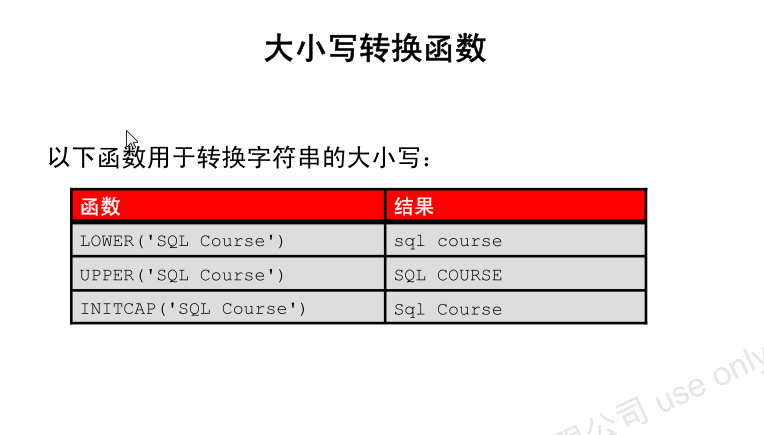 大小写转换函数
以下函数用于转换字符串的大小写：
函数 结果
LOWER('SQL Course') sql course
UPPER('SQL Course') SQL COURSE
INITCAP('SQL Course') Sql Course
公司 use only